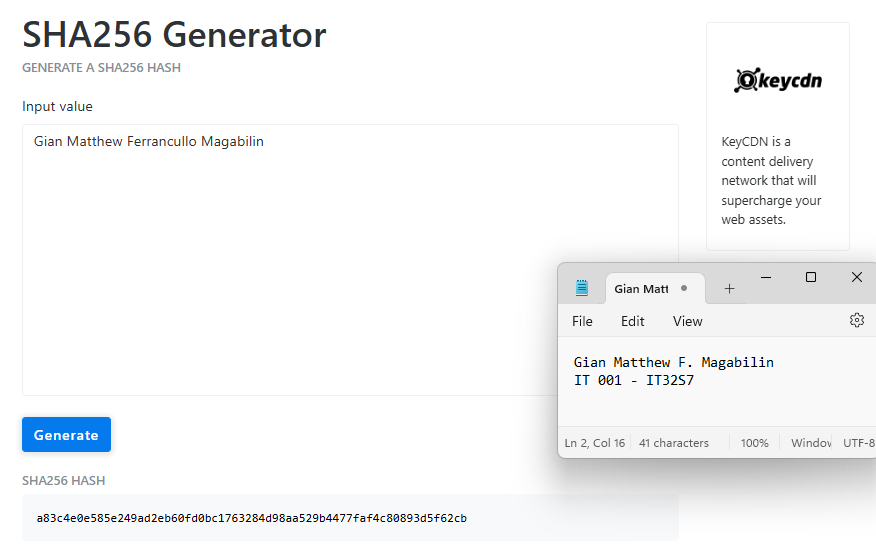 SHA256 Generator
GENERATE A SHA256 HASH
Input value
Gian Matthew Ferrancullo Magabilin
Generate
SHA256 HASH
a83c4e0e585e249ad2eb60fd0bc1763284d98aa529b4477faf4c80893d5f62cb
keycdn
KeyCDN is a
content delivery
network that will
supercharge your
web assets.
Gian Matt
File Edit View
Gian Matthew F. Magabilin
IT 001 - IT32S7
Ln 2, Col 16 41 characters 100% Window UTF-8